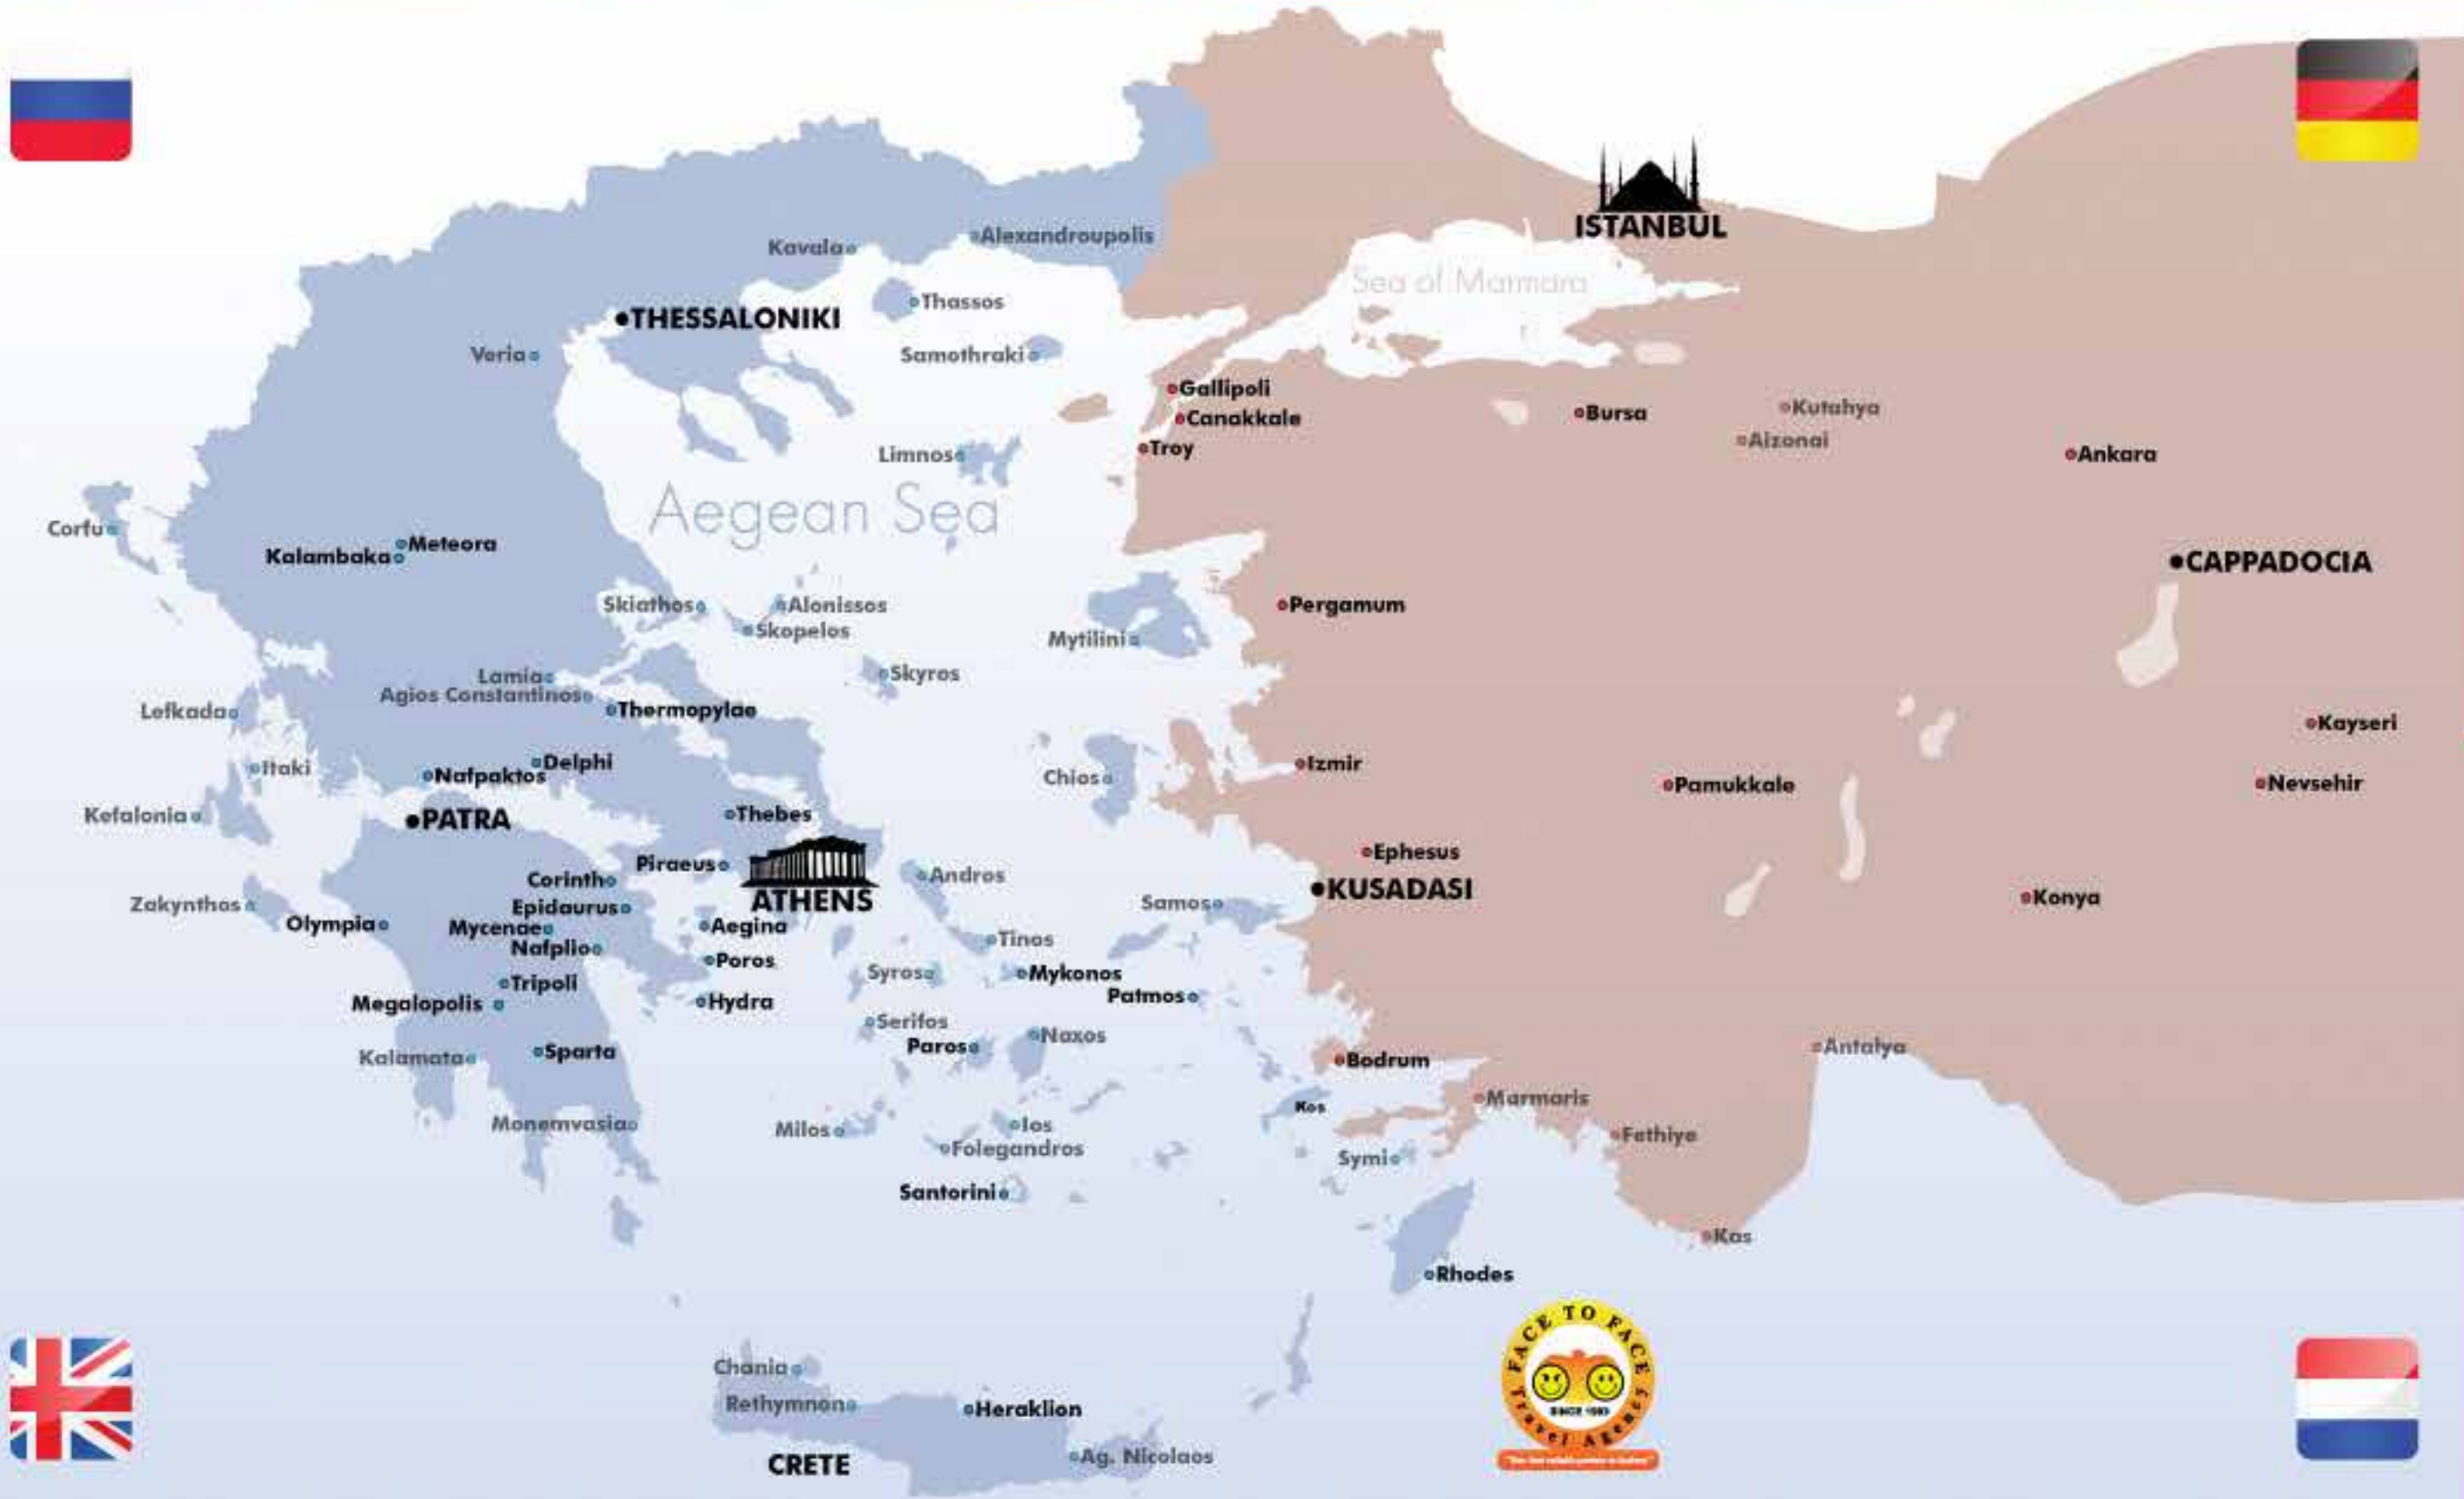 ISTANBUL
Kavala
Alexandroupolis
Sea of Marmara
Thassos
THESSALONIKI
Veria
Samothraki
Gallipoli
Canakkale
Troy
Bursa
Kutahya
Aizonai
Ankara
Limnos
Aegean Sea
Corfu
Meteora
Kalambaka
CAPPADOCIA
Skiathos
Alonissos
Skopelos
Pergamum
Mytilini
Skyros
Lamia
Agios Constantinos
Thermopylae
Lefkada
Kayseri
Itaki
Delphi
Nafpaktos
Chios
Izmir
Pamukkale
Nevsehir
Kefalonia
PATRA
Thebes
Piraeus
ATHENS
Corinth
Andros
Ephesus
KUSADASI
Zakynthos
Epidaurus
Samos
Konya
Olympia
Mycenae
Aegina
Nafplio
Tinos
Poros
Syros
Mykonos
Tripoli
Patmos
Megalopolis
Hydra
Serifos
Naxos
Paros
Kalamata
Sparta
Bodrum
Antalya
Marmaris
Kos
Monemvasia
Milos
Ios
Folegandros
Fethiye
Symi
Santorini
Kas
Rhodes
FACE TO FACE
SINCE 1983
Travel Agency
Chania
Rethymnon
Heraklion
Ag. Nicolaos
CRETE